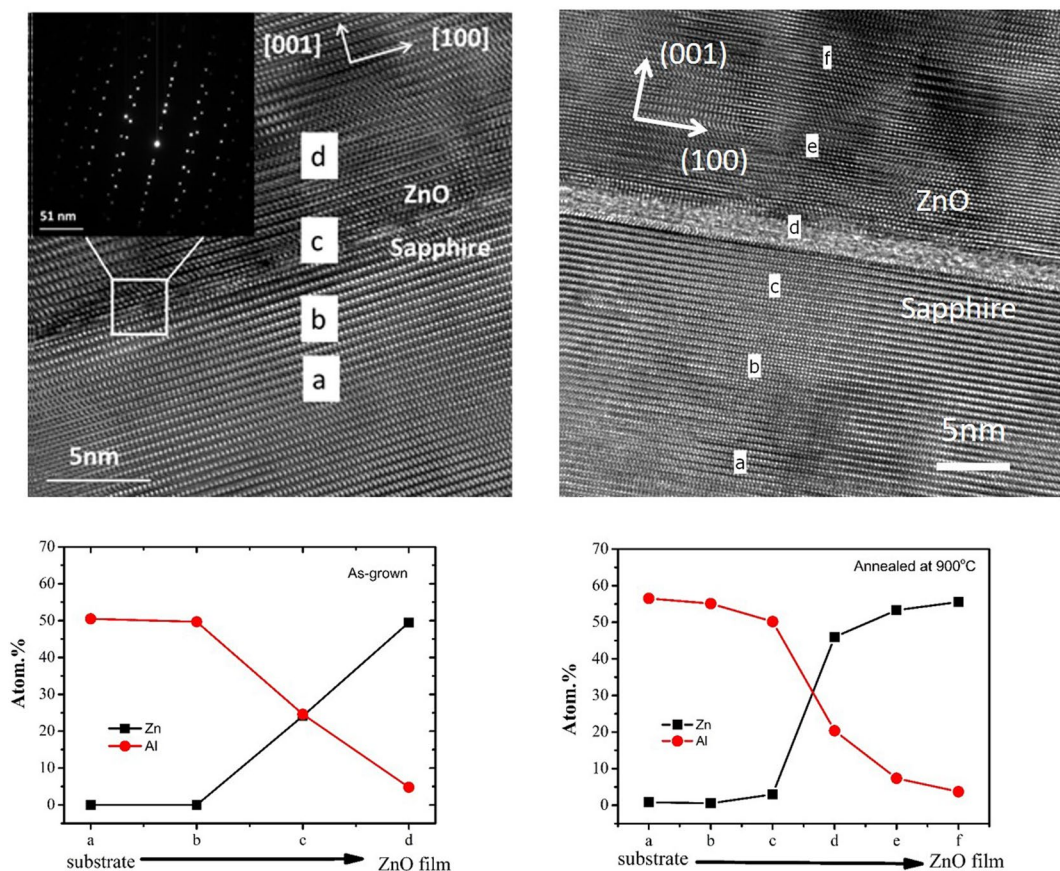 [001]
[100]
d
ZnO
c
Sapphire
b
a
51 nm
5nm
f
(001)
e
(100)
ZnO
d
c
Sapphire
b
a
5nm
70
60
50
40
30
20
10
0
Atom.%
As-grown
Zn
Al
a
b
c
d
substrate
ZnO film
70
60
50
40
30
20
10
0
Atom.%
Annealed at 900°C
Zn
Al
a
b
c
d
e
f
substrate
ZnO film